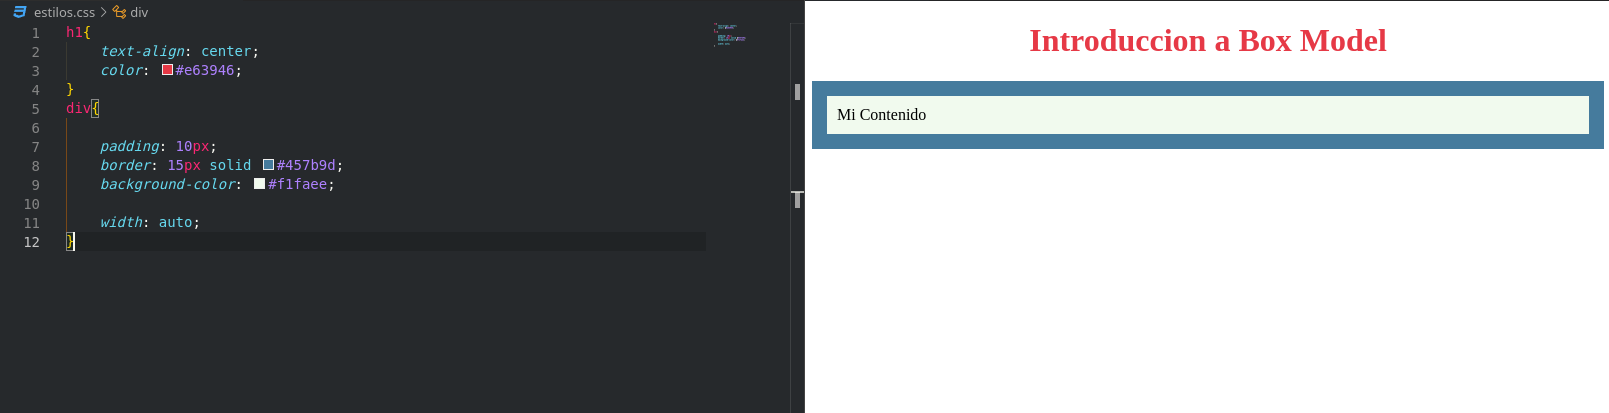 estilos.css > div
1 h1{
2 text-align: center;
3 color: #e63946;
4 }
5 div{
6
7 padding: 10px;
8 border: 15px solid #457b9d;
9 background-color: #f1faee;
10
11 width: auto;
12 }
Introduccion a Box Model
Mi Contenido